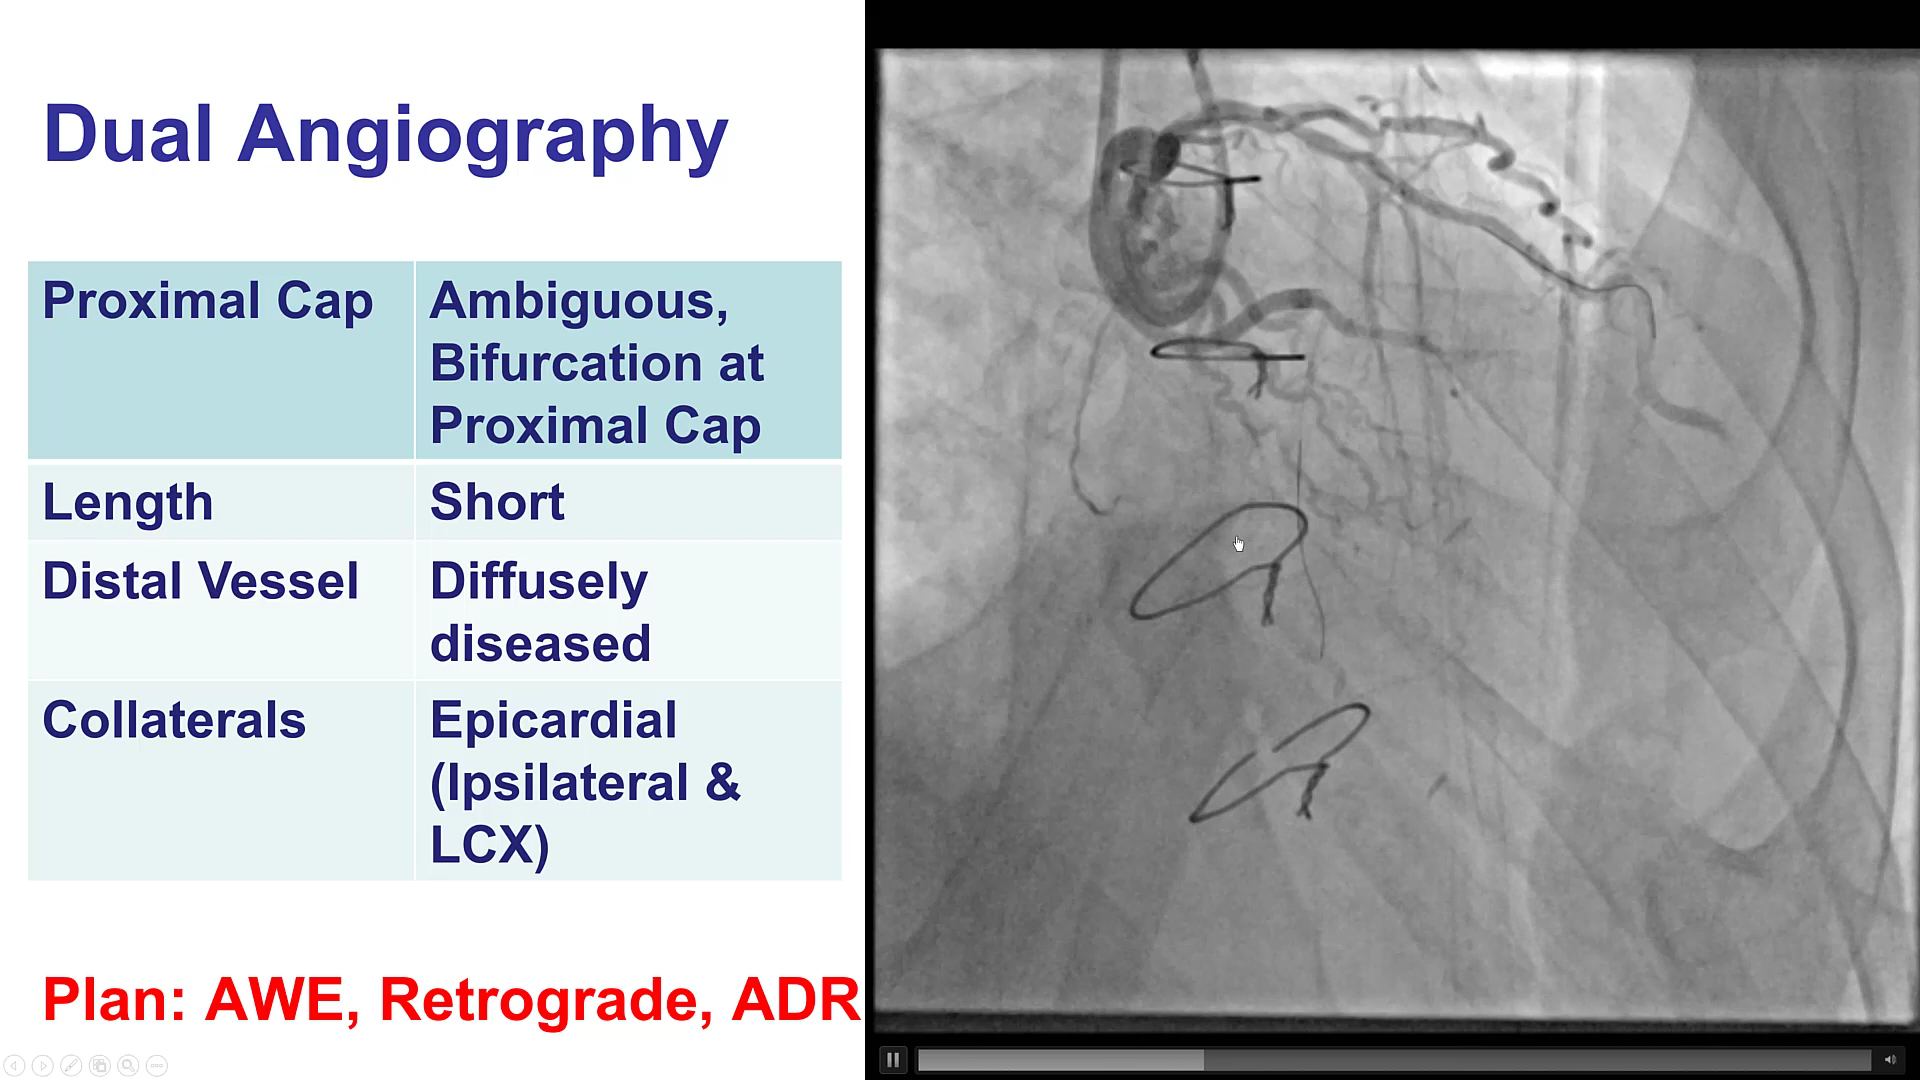 Dual Angiography
Proximal Cap
Ambiguous,
Bifurcation at
Proximal Cap
Length
Short
Distal Vessel
Diffusely
diseased
Collaterals
Epicardial
(Ipsilateral &
LCX)
Plan: AWE, Retrograde, ADR